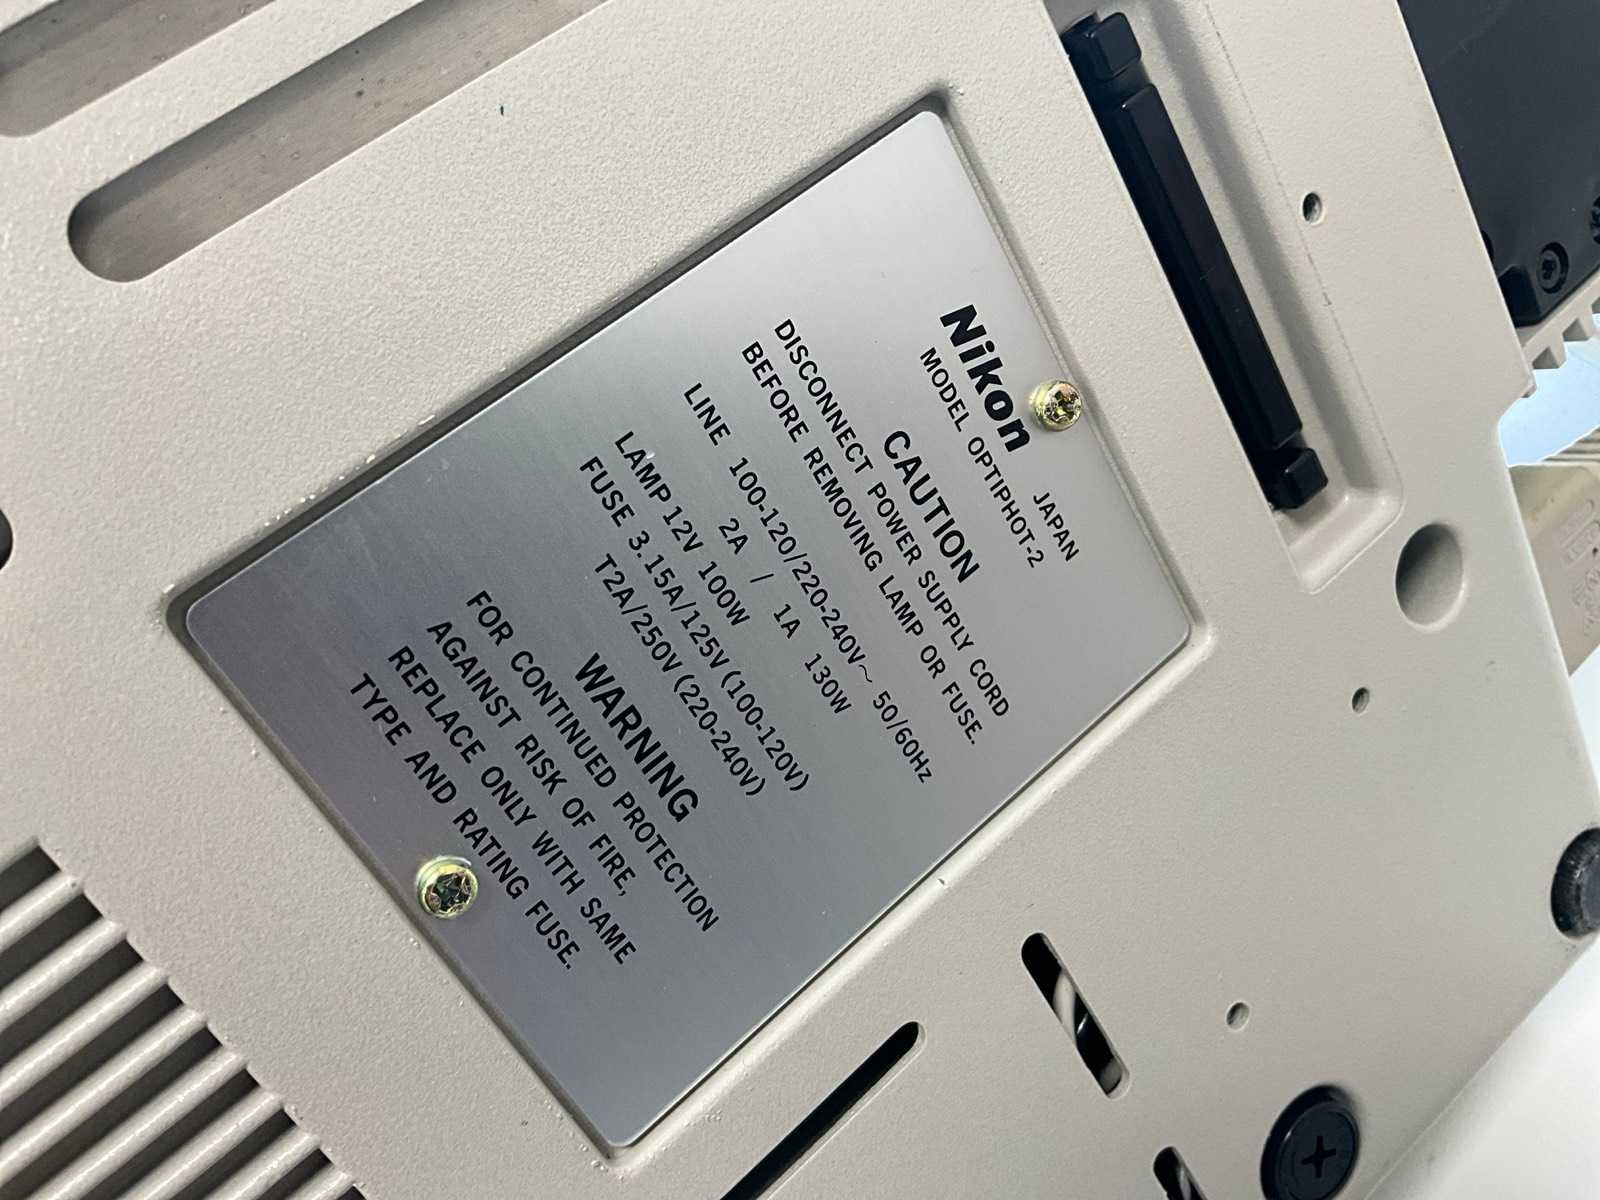 Nikon JAPAN
MODEL OPTIPHOT-2
CAUTION
DISCONNECT POWER SUPPLY CORD
BEFORE REMOVING LAMP OR FUSE.
LINE 100-120/220-240V~ 50/60Hz
2A / 1A 130W
LAMP 12V 100W
FUSE 3.15A/125V (100-120V)
T2A/250V (220-240V)
WARNING
FOR CONTINUED PROTECTION
AGAINST RISK OF FIRE,
REPLACE ONLY WITH SAME
TYPE AND RATING FUSE.